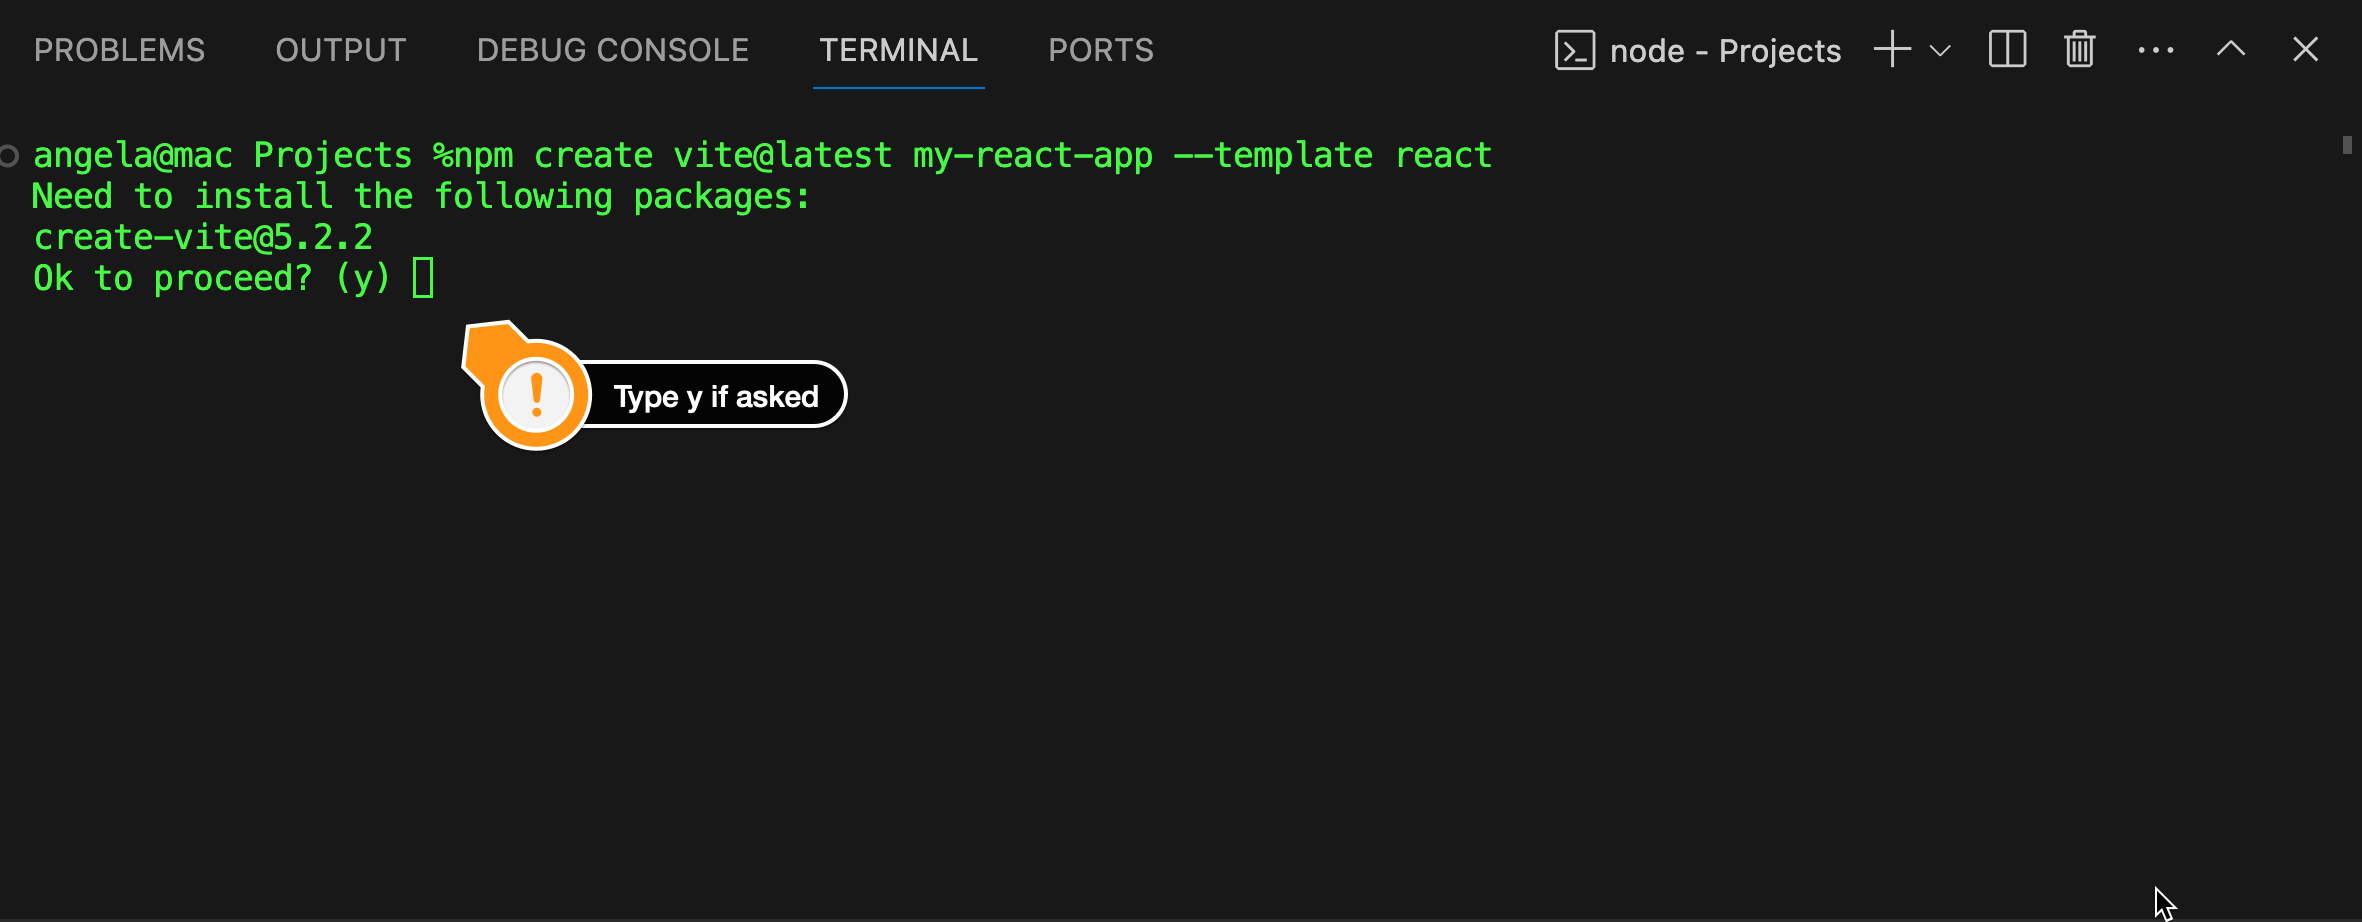 PROBLEMS OUTPUT DEBUG CONSOLE TERMINAL PORTS node - Projects
angela@mac Projects %npm create vite@latest my-react-app --template react
Need to install the following packages:
create-vite@5.2.2
Ok to proceed? (y)
Type y if asked